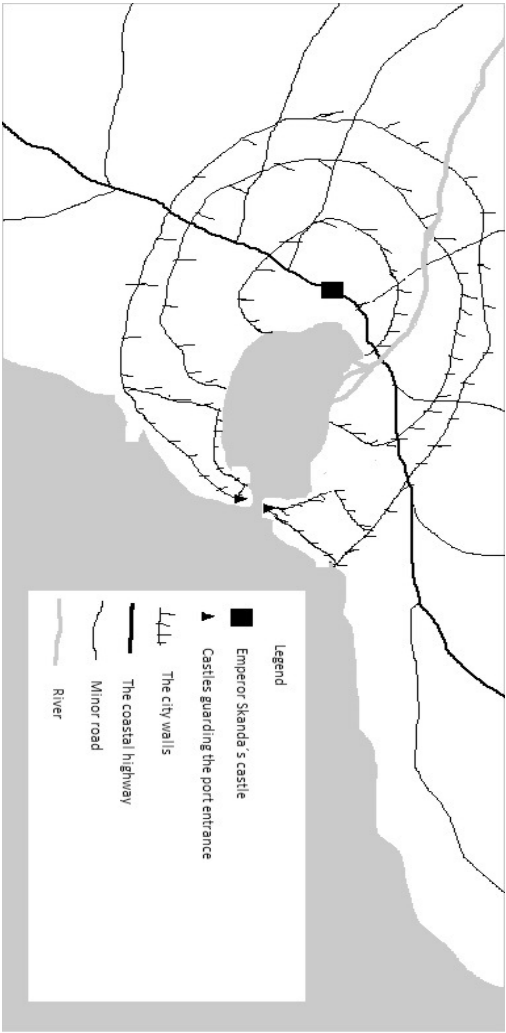 Legend
Emperor Skanda´s castle
Castles guarding the port entrance
The city walls
The coastal highway
Minor road
River